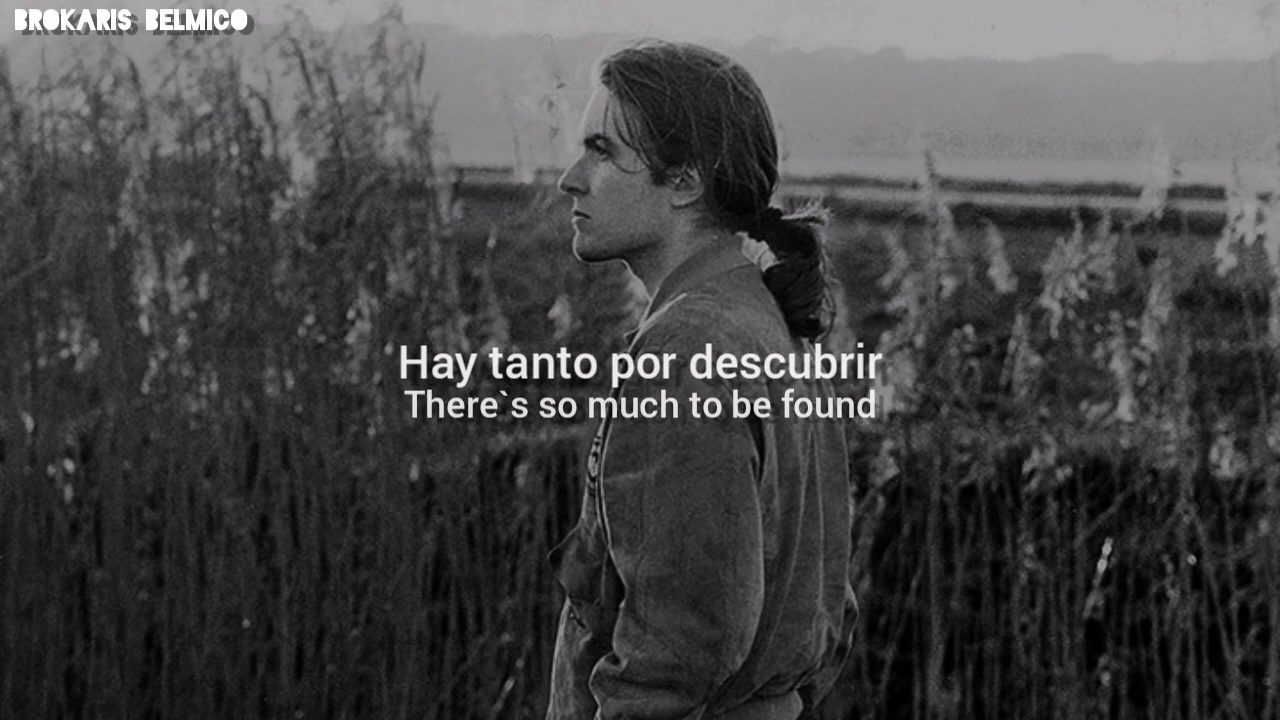 BROKARIS BELMICO
Hay tanto por descubrir
There`s so much to be found